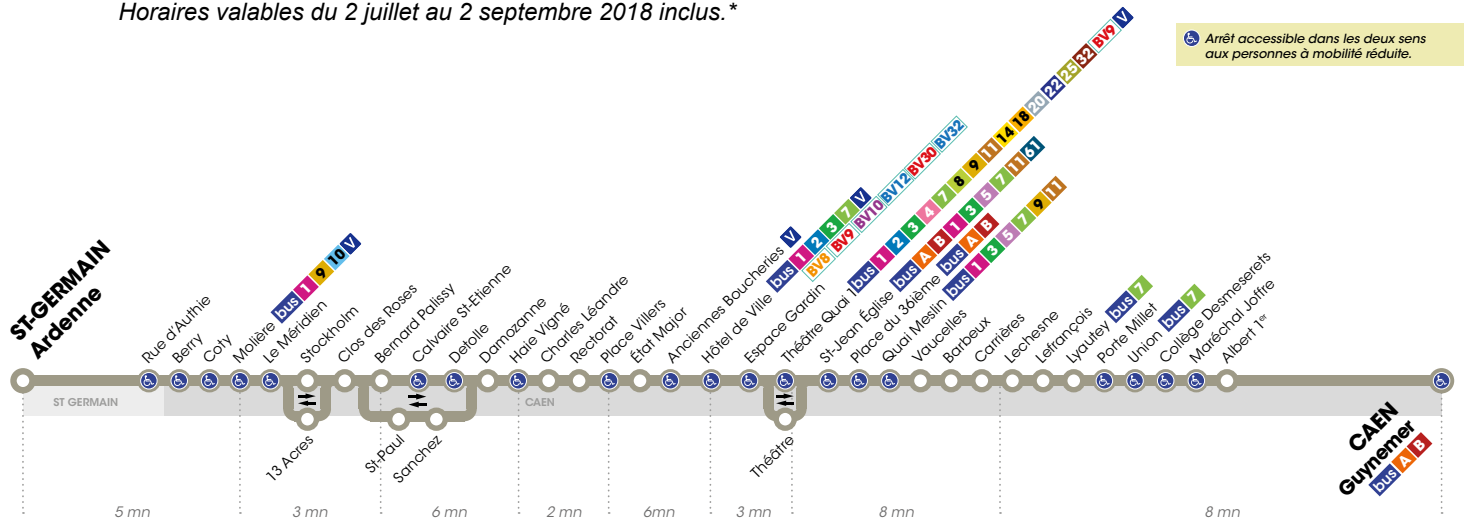 Horaires valables du 2 juillet au 2 septembre 2018 inclus.*
Arrêt accessible dans les deux sens
aux personnes à mobilité réduite.
ST-GERMAIN
Ardenne
Rue d'Authie
Berry
Coty
Molière bus 1 9 10 V
Le Méridien
Stockholm
Clos des Roses
Bernard Palissy
Calvaire St-Etienne
Detolle
Damozanne
Haie Vigné
Charles Léandre
Rectorat
Place Villers
État Major
Anciennes Boucheries V
Hôtel de Ville bus 1 2 3 7 V
BV8 BV9 BV10 BV12 BV30 BV32
Espace Gardin
Théâtre Quai 1 bus 1 2 3 4 7 8 9 11 14 18 20 22 25 32 BV9 V
St-Jean Église bus A B 1 3 5 7 11 61
Place du 36ième bus A B
Quai Meslin bus 1 3 5 7 9 11
Vaucelles
Barbeux
Carrières
Lechesne
Lefrançois
Lyautey bus 7
Porte Millet
Union bus 7
Collège Desmeserets
Maréchal Joffre
Albert 1er
ST GERMAIN
CAEN
13 Acres
St-Paul
Sanchez
Théâtre
CAEN
Guynemer
bus A B
5 mn
3 mn
6 mn
2 mn
6mn
3 mn
8 mn
8 mn